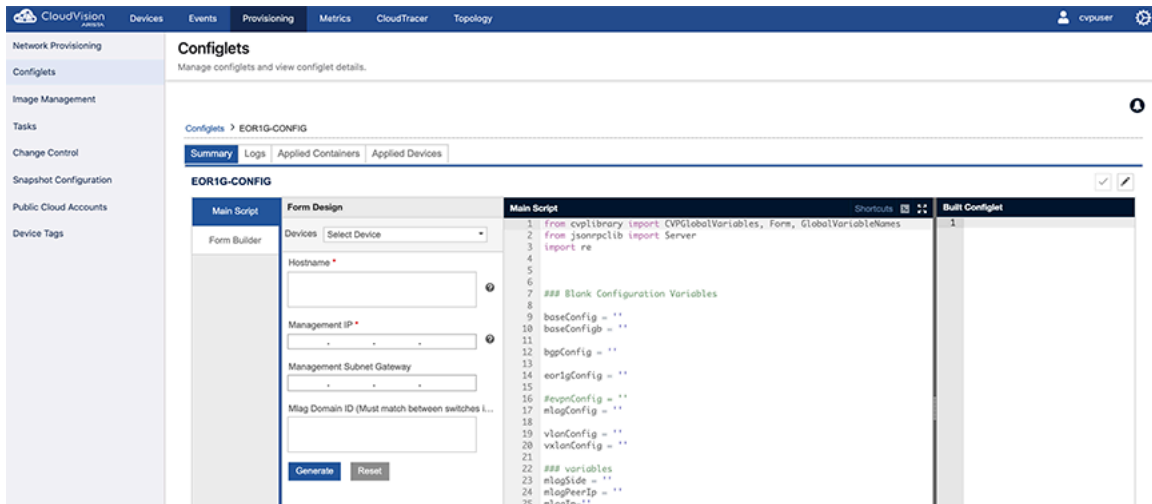 CloudVision Devices Events Provisioning Metrics CloudTracer Topology cvpuser
ARISTA
Network Provisioning
Configlets
Image Management
Tasks
Change Control
Snapshot Configuration
Public Cloud Accounts
Device Tags
Configlets
Manage configlets and view configlet details.
Configlets > EOR1G-CONFIG
Summary Logs Applied Containers Applied Devices
EOR1G-CONFIG
Main Script
Form Builder
Form Design
Devices Select Device
Hostname *
Management IP *
Management Subnet Gateway
Mlag Domain ID (Must match between switches i...
Generate Reset
Main Script Shortcuts
1 from cvplibrary import CVPGlobalVariables, Form, GlobalVariableNames
2 from jsonrpclib import Server
3 import re
4
5
6
7 ### Blank Configuration Variables
8
9 baseConfig = ''
10 baseConfigb = ''
11
12 bgpConfig = ''
13
14 eor1gConfig = ''
15
16 #evpnConfig = ''
17 mlagConfig = ''
18
19 vlanConfig = ''
20 vxlanConfig = ''
21
22 ### variables
23 mlagSide = ''
24 mlagPeerIp = ''
Built Configlet
1